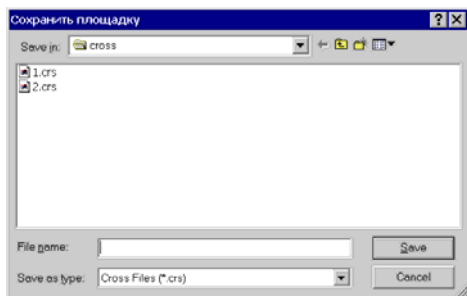 Сохранить площадку
Save in: cross
1.crs
2.crs
File name: Save
Save as type: Cross Files (*.crs) Cancel